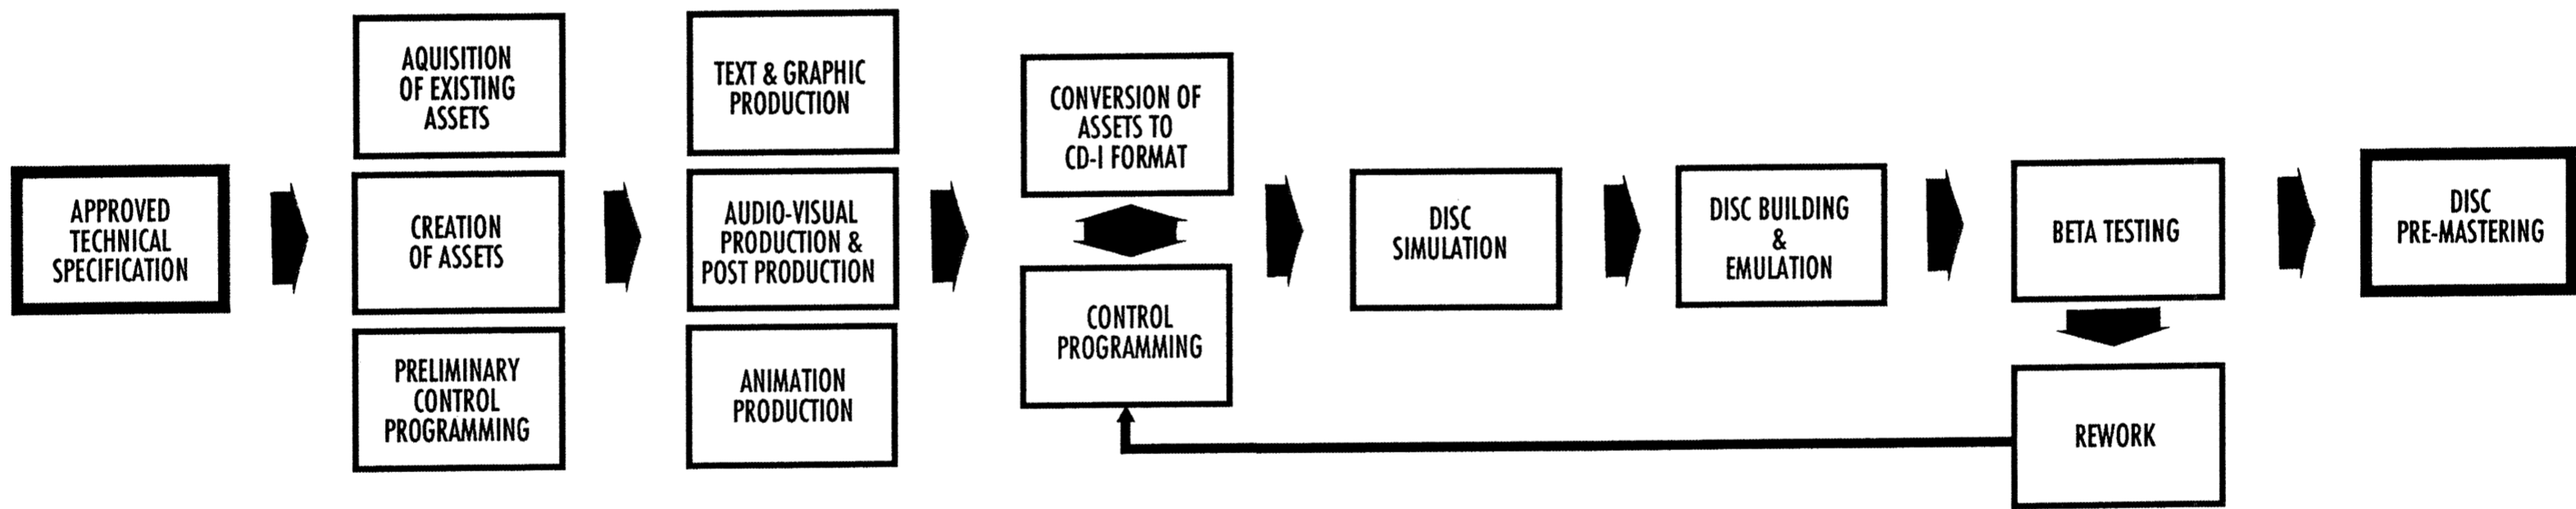 APPROVED
TECHNICAL
SPECIFICATION
AQUISITION
OF EXISTING
ASSETS
CREATION
OF ASSETS
PRELIMINARY
CONTROL
PROGRAMMING
TEXT & GRAPHIC
PRODUCTION
AUDIO-VISUAL
PRODUCTION &
POST PRODUCTION
ANIMATION
PRODUCTION
CONVERSION OF
ASSETS TO
CD-I FORMAT
CONTROL
PROGRAMMING
DISC
SIMULATION
DISC BUILDING
&
EMULATION
BETA TESTING
REWORK
DISC
PRE-MASTERING